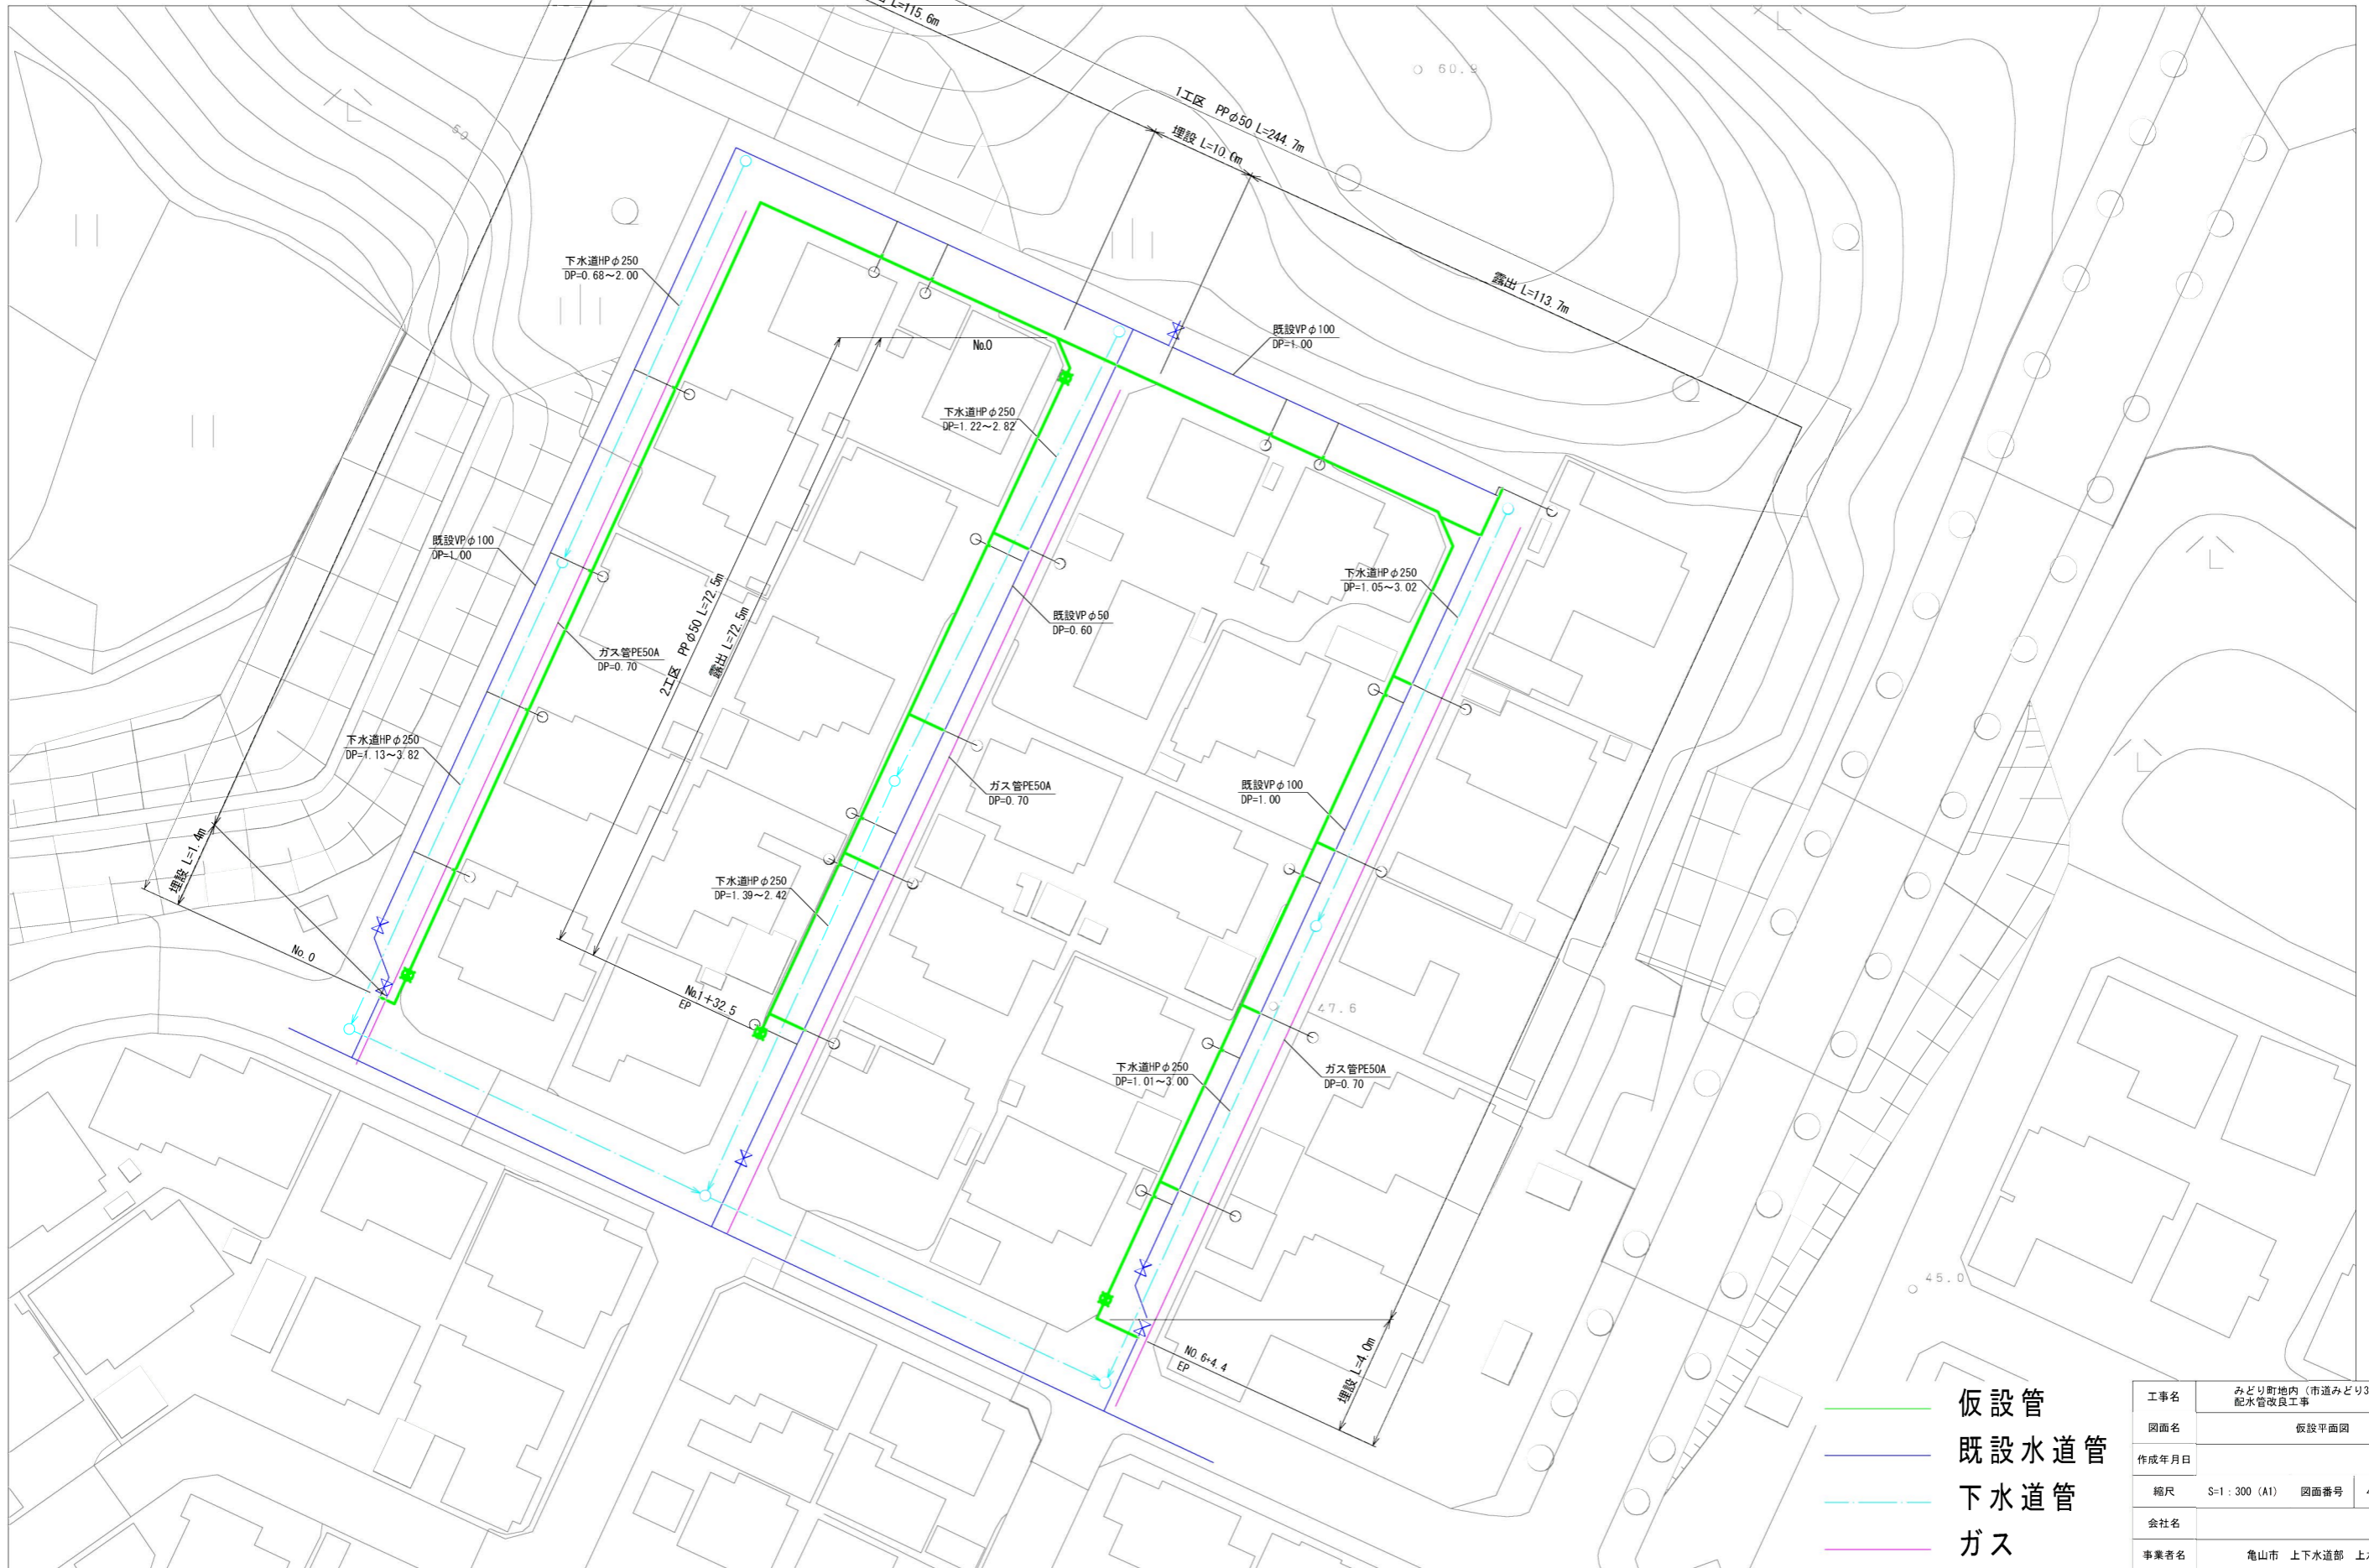 L=115.6m
60.9
1工区 PPφ50 L=244.7m
埋設 L=10.0m
50
下水道HPφ250
DP=0.68～2.00
露出 L=113.7m
既設VPφ100
DP=1.00
No.0
下水道HPφ250
DP=1.22～2.82
既設VPφ100
DP=1.00
下水道HPφ250
DP=1.05～3.02
既設VPφ50
DP=0.60
ガス管PE50A
DP=0.70
2工区 PPφ50 L=72.5m
露出 L=72.5m
下水道HPφ250
DP=1.13～3.82
ガス管PE50A
DP=0.70
既設VPφ100
DP=1.00
埋設 L=1.4m
下水道HPφ250
DP=1.39～2.42
No.0
No.1+32.5
EP
47.6
下水道HPφ250
DP=1.01～3.00
ガス管PE50A
DP=0.70
45.0
NO.6+4.4
EP
埋設 L=4.0m
仮設管
既設水道管
下水道管
ガス
工事名 みどり町地内（市道みどり3
配水管改良工事
図面名 仮設平面図
作成年月日
縮尺 S=1：300（A1） 図面番号
会社名
事業者名 亀山市 上下水道部